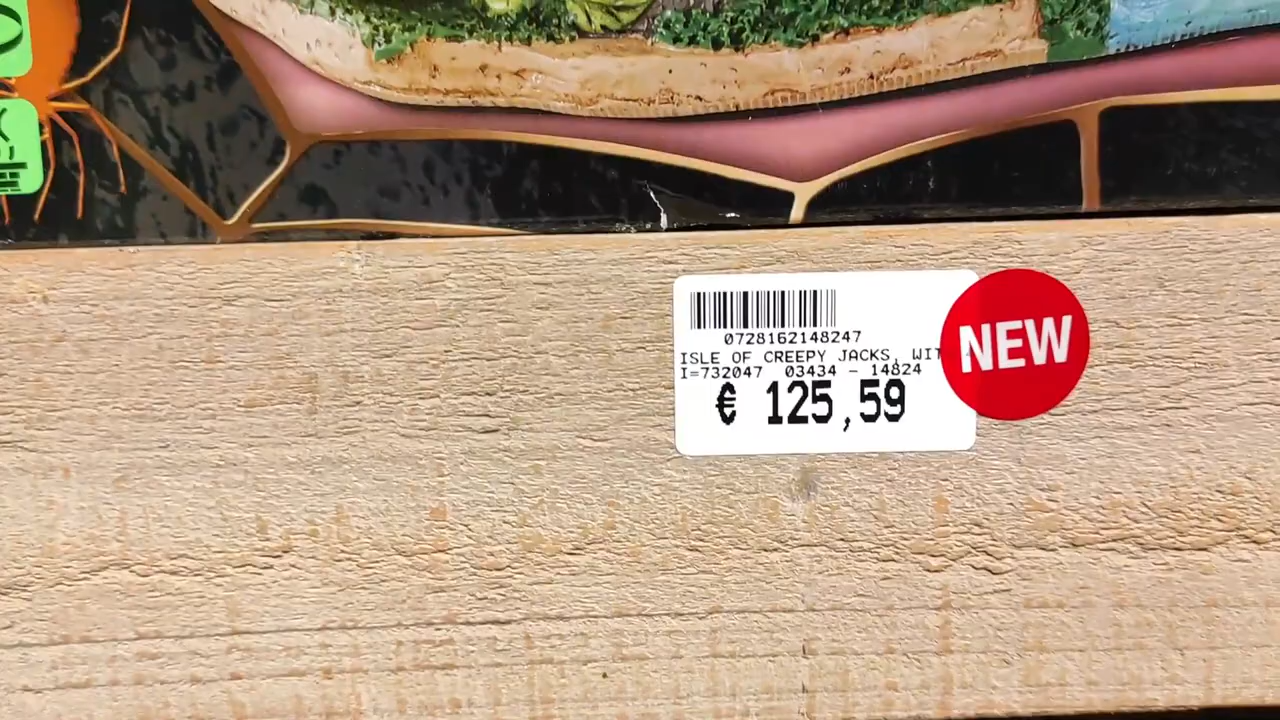 0728162148247
ISLE OF CREEPY JACKS, WIT
I=732047 03434 - 14824
€ 125,59
NEW